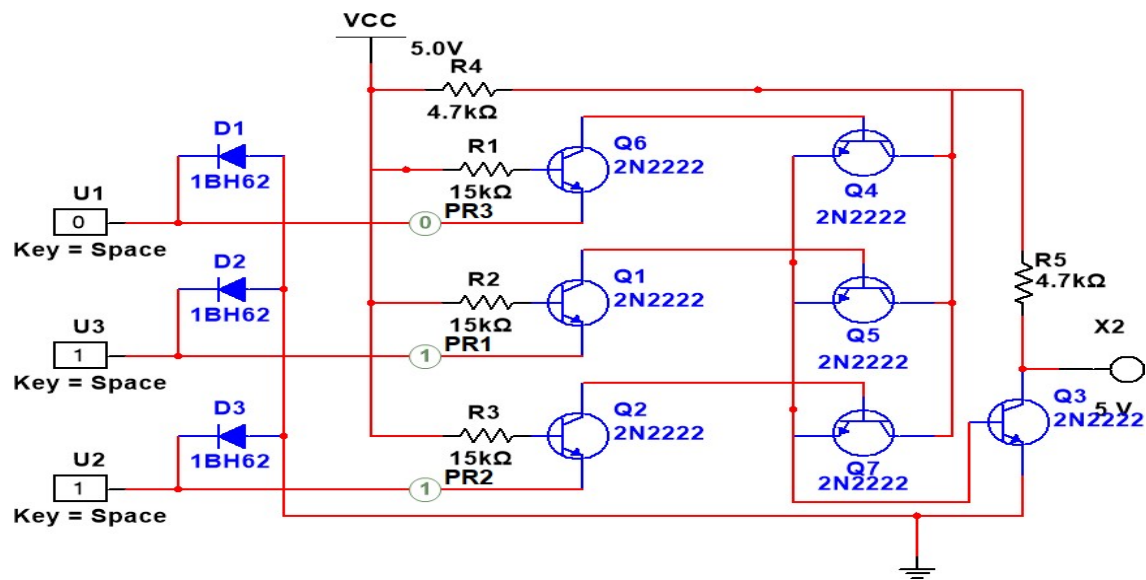 VCC
5.0V
R4
4.7kΩ
D1
1BH62
R1
15kΩ
Q6
2N2222
Q4
2N2222
U1
0
Key = Space
0
PR3
D2
1BH62
R2
15kΩ
Q1
2N2222
Q5
2N2222
R5
4.7kΩ
U3
1
Key = Space
1
PR1
X2
5 V
D3
1BH62
R3
15kΩ
Q2
2N2222
Q7
2N2222
Q3
2N2222
U2
1
Key = Space
1
PR2